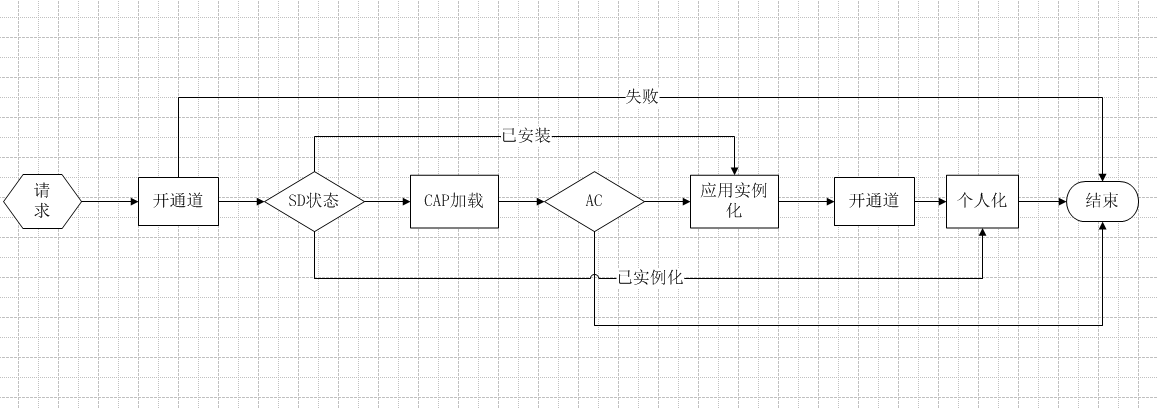 失败
已安装
请
求
开通道
SD状态
CAP加载
AC
应用实例
化
开通道
个人化
结束
已实例化